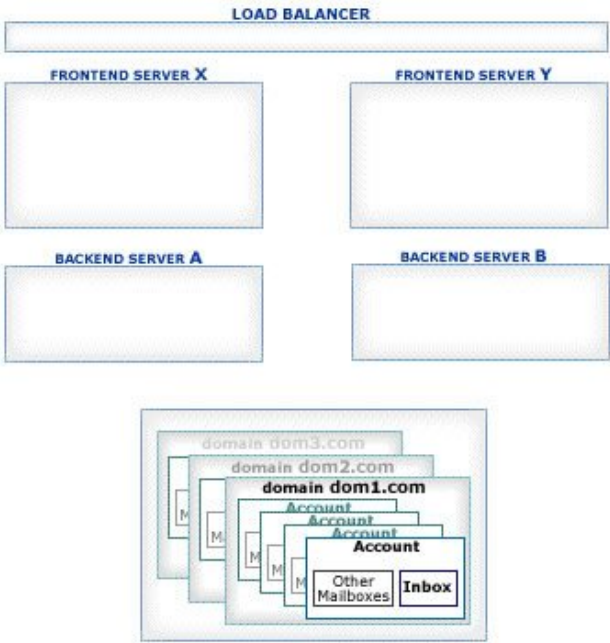 LOAD BALANCER
FRONTEND SERVER X
FRONTEND SERVER Y
BACKEND SERVER A
BACKEND SERVER B
domain dom3.com
domain dom2.com
domain dom1.com
Account
Account
Account
Account
M
M
M
M
M
Other
Mailboxes
Inbox